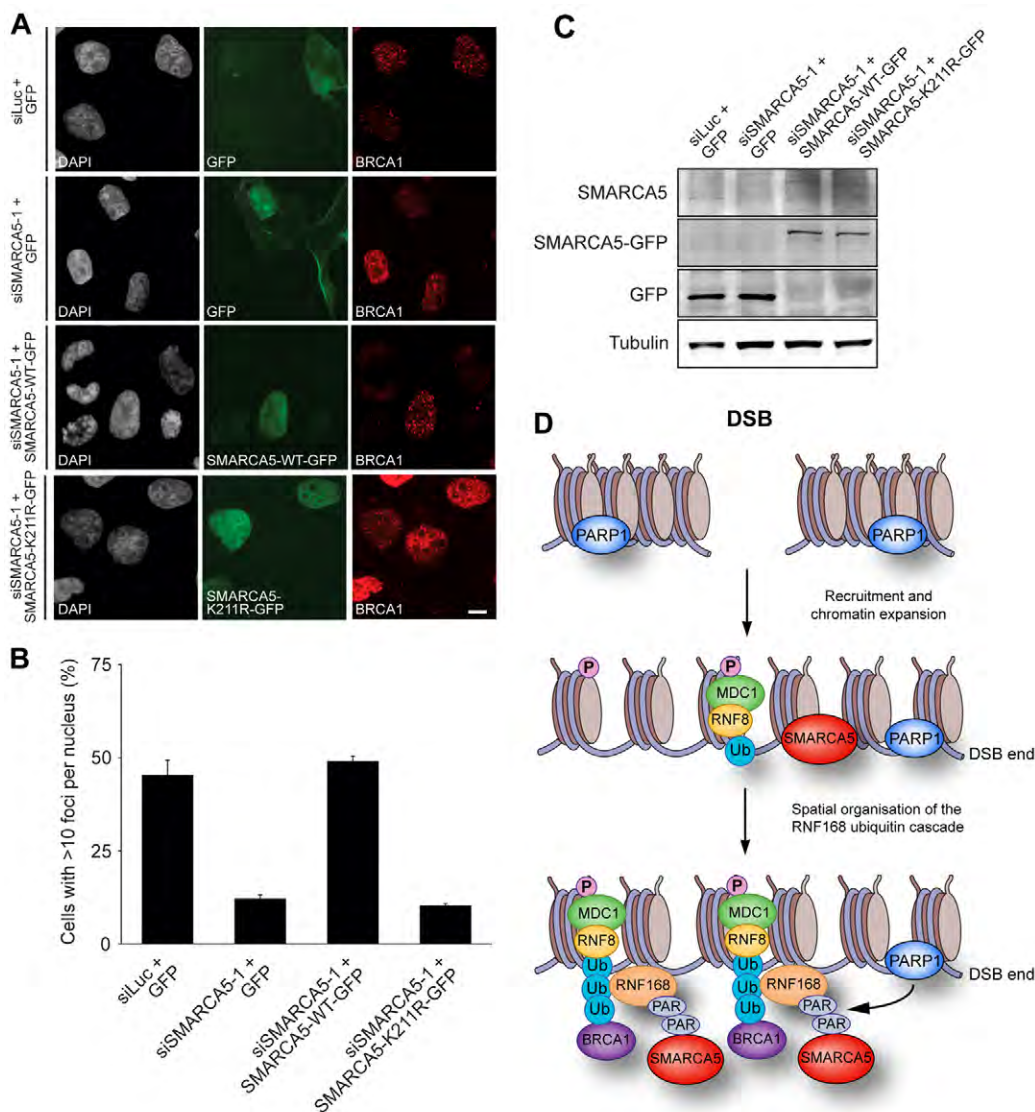 A
siLuc +
GFP
DAPI
GFP
BRCA1
siSMARCA5-1 +
GFP
DAPI
GFP
BRCA1
siSMARCA5-1 +
SMARCA5-WT-GFP
DAPI
SMARCA5-WT-GFP
BRCA1
siSMARCA5-1 +
SMARCA5-K211R-GFP
DAPI
SMARCA5-
K211R-GFP
BRCA1
B
Cells with >10 foci per nucleus (%)
75
50
25
0
siLuc +
GFP
siSMARCA5-1 +
GFP
siSMARCA5-1 +
SMARCA5-WT-GFP
siSMARCA5-1 +
SMARCA5-K211R-GFP
C
siLuc +
GFP
siSMARCA5-1 +
GFP
siSMARCA5-1 +
SMARCA5-WT-GFP
siSMARCA5-1 +
SMARCA5-K211R-GFP
SMARCA5
SMARCA5-GFP
GFP
Tubulin
D
DSB
PARP1
PARP1
Recruitment and
chromatin expansion
P
P
MDC1
RNF8
Ub
SMARCA5
PARP1
DSB end
Spatial organisation of the
RNF168 ubiquitin cascade
P
P
MDC1
MDC1
RNF8
RNF8
PARP1
DSB end
Ub
Ub
Ub
RNF168
Ub
RNF168
Ub
PAR
Ub
PAR
PAR
PAR
BRCA1
BRCA1
SMARCA5
SMARCA5